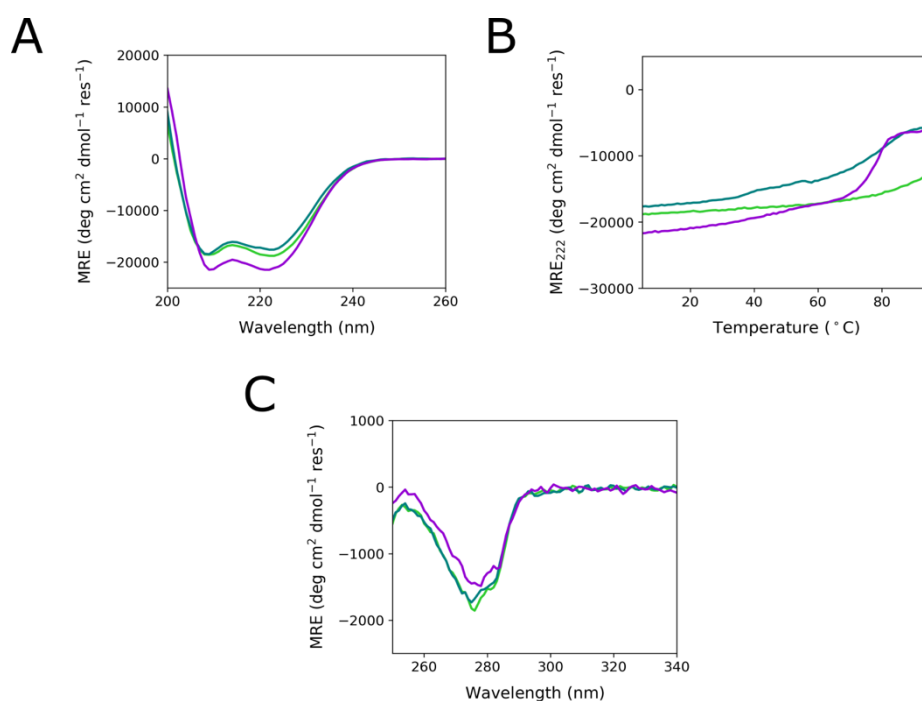 A
20000
10000
0
−10000
−20000
MRE (deg cm² dmol⁻¹ res⁻¹)
200
220
240
260
Wavelength (nm)
B
0
−10000
−20000
−30000
MRE₂₂₂ (deg cm² dmol⁻¹ res⁻¹)
20
40
60
80
Temperature (°C)
C
1000
0
−1000
−2000
MRE (deg cm² dmol⁻¹ res⁻¹)
260
280
300
320
340
Wavelength (nm)